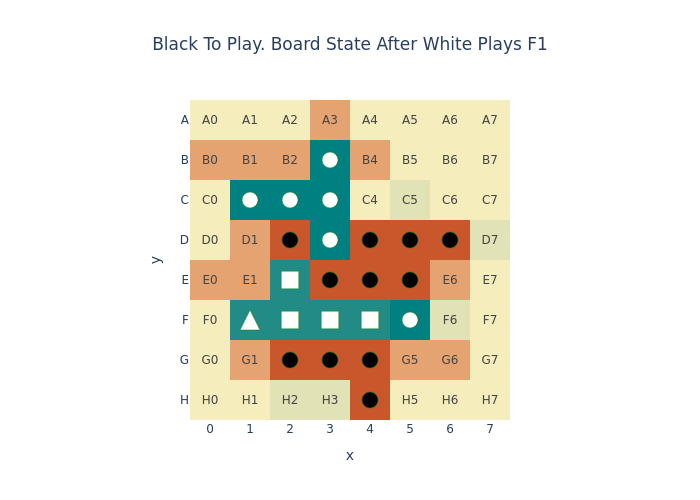 Black To Play. Board State After White Plays F1
A A0 A1 A2 A3 A4 A5 A6 A7
B B0 B1 B2 B4 B5 B6 B7
C C0 C4 C5 C6 C7
D D0 D1 D7
y
E E0 E1 E6 E7
F F0 F6 F7
G G0 G1 G5 G6 G7
H H0 H1 H2 H3 H5 H6 H7
0 1 2 3 4 5 6 7
x